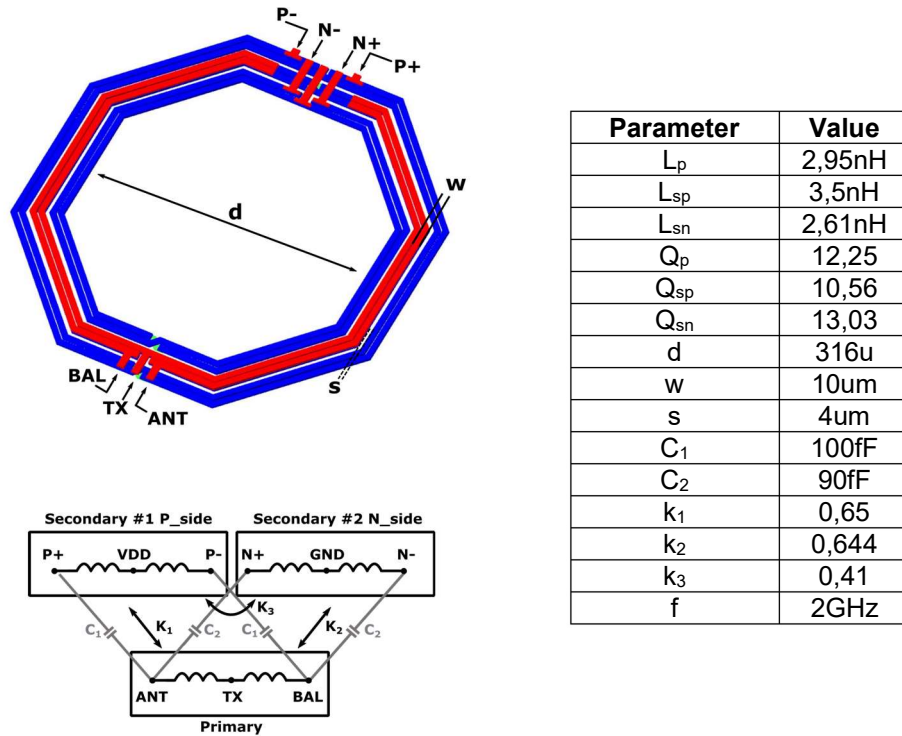 P-
N-
N+
P+
w
d
s
BAL
TX
ANT
Secondary #1 P_side
Secondary #2 N_side
P+
VDD
P-
N+
GND
N-
C1
K1
C2
K3
C1
K2
C2
ANT
TX
BAL
Primary
Parameter Value
Lp 2,95nH
Lsp 3,5nH
Lsn 2,61nH
Qp 12,25
Qsp 10,56
Qsn 13,03
d 316u
w 10um
s 4um
C1 100fF
C2 90fF
k1 0,65
k2 0,644
k3 0,41
f 2GHz